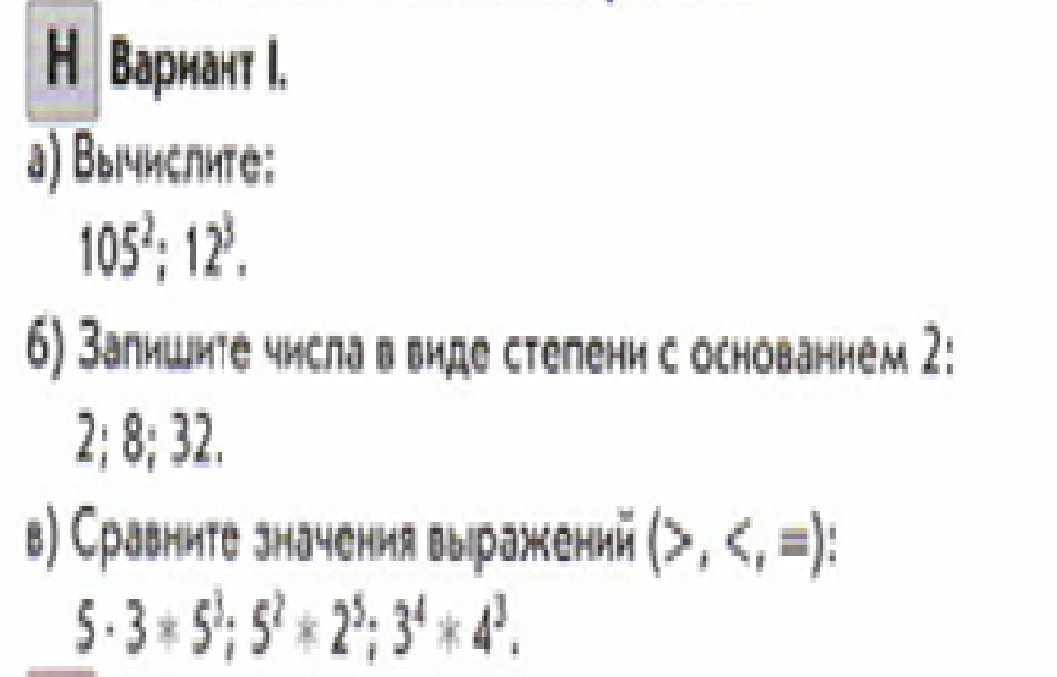 Н Вариант I.
а) Вычислите:
105²; 12³.
б) Запишите числа в виде степени с основанием 2:
2; 8; 32.
в) Сравните значения выражений (>, <, =):
5 · 3 * 5³; 5² * 2⁵; 3⁴ * 4³.